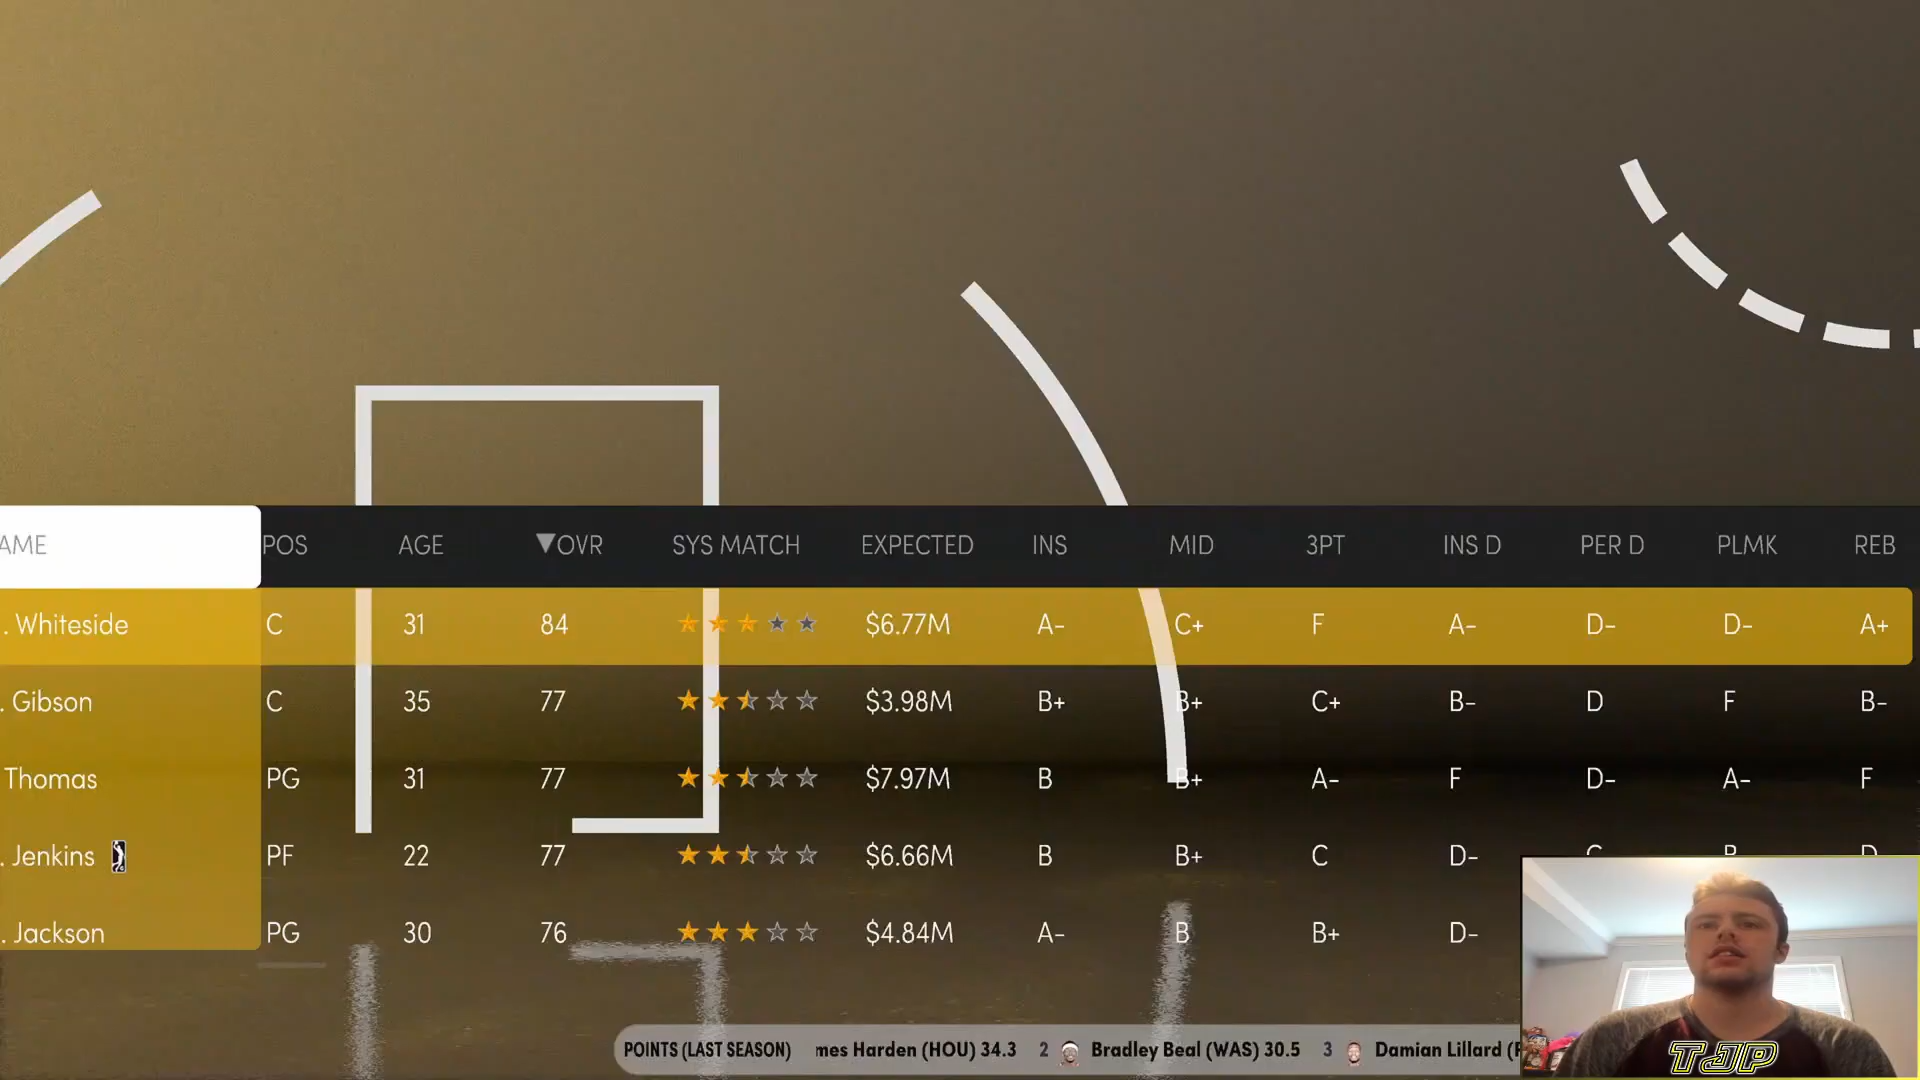 AME POS AGE ▼OVR SYS MATCH EXPECTED INS MID 3PT INS D PER D PLMK REB
. Whiteside C 31 84 $6.77M A- C+ F A- D- D- A+
. Gibson C 35 77 $3.98M B+ B+ C+ B- D F B-
Thomas PG 31 77 $7.97M B B+ A- F D- A- F
. Jenkins PF 22 77 $6.66M B B+ C D-
. Jackson PG 30 76 $4.84M A- B B+ D-
POINTS (LAST SEASON) mes Harden (HOU) 34.3 2 Bradley Beal (WAS) 30.5 3 Damian Lillard (
TJP